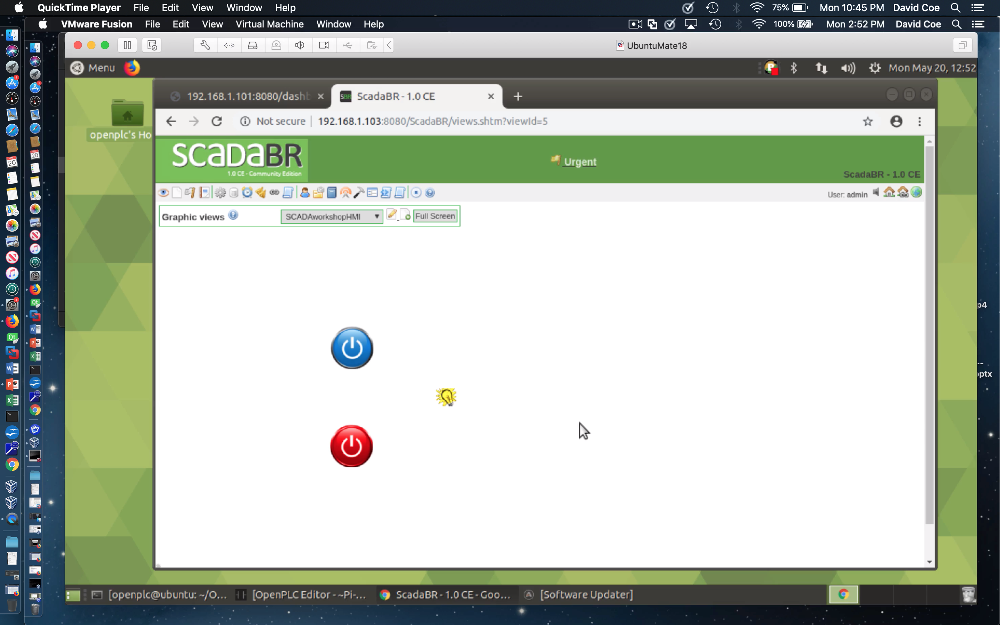 QuickTime Player File Edit View Window Help 75% Mon 10:45 PM David Coe
VMware Fusion File Edit View Virtual Machine Window Help 100% Mon 2:52 PM David Coe
UbuntuMate18
Menu Mon May 20, 12:52
192.168.1.101:8080/dashb ScadaBR - 1.0 CE
openplc's Ho
Not secure 192.168.1.103:8080/ScadaBR/views.shtm?viewId=5
SCADABR
1.0 CE - Community Edition
Urgent
ScadaBR - 1.0 CE
User: admin
Graphic views SCADAworkshopHMI Full Screen
p4
ptx
[openplc@ubuntu: ~/O... [OpenPLC Editor - ~Pi-... ScadaBR - 1.0 CE - Goo... [Software Updater]